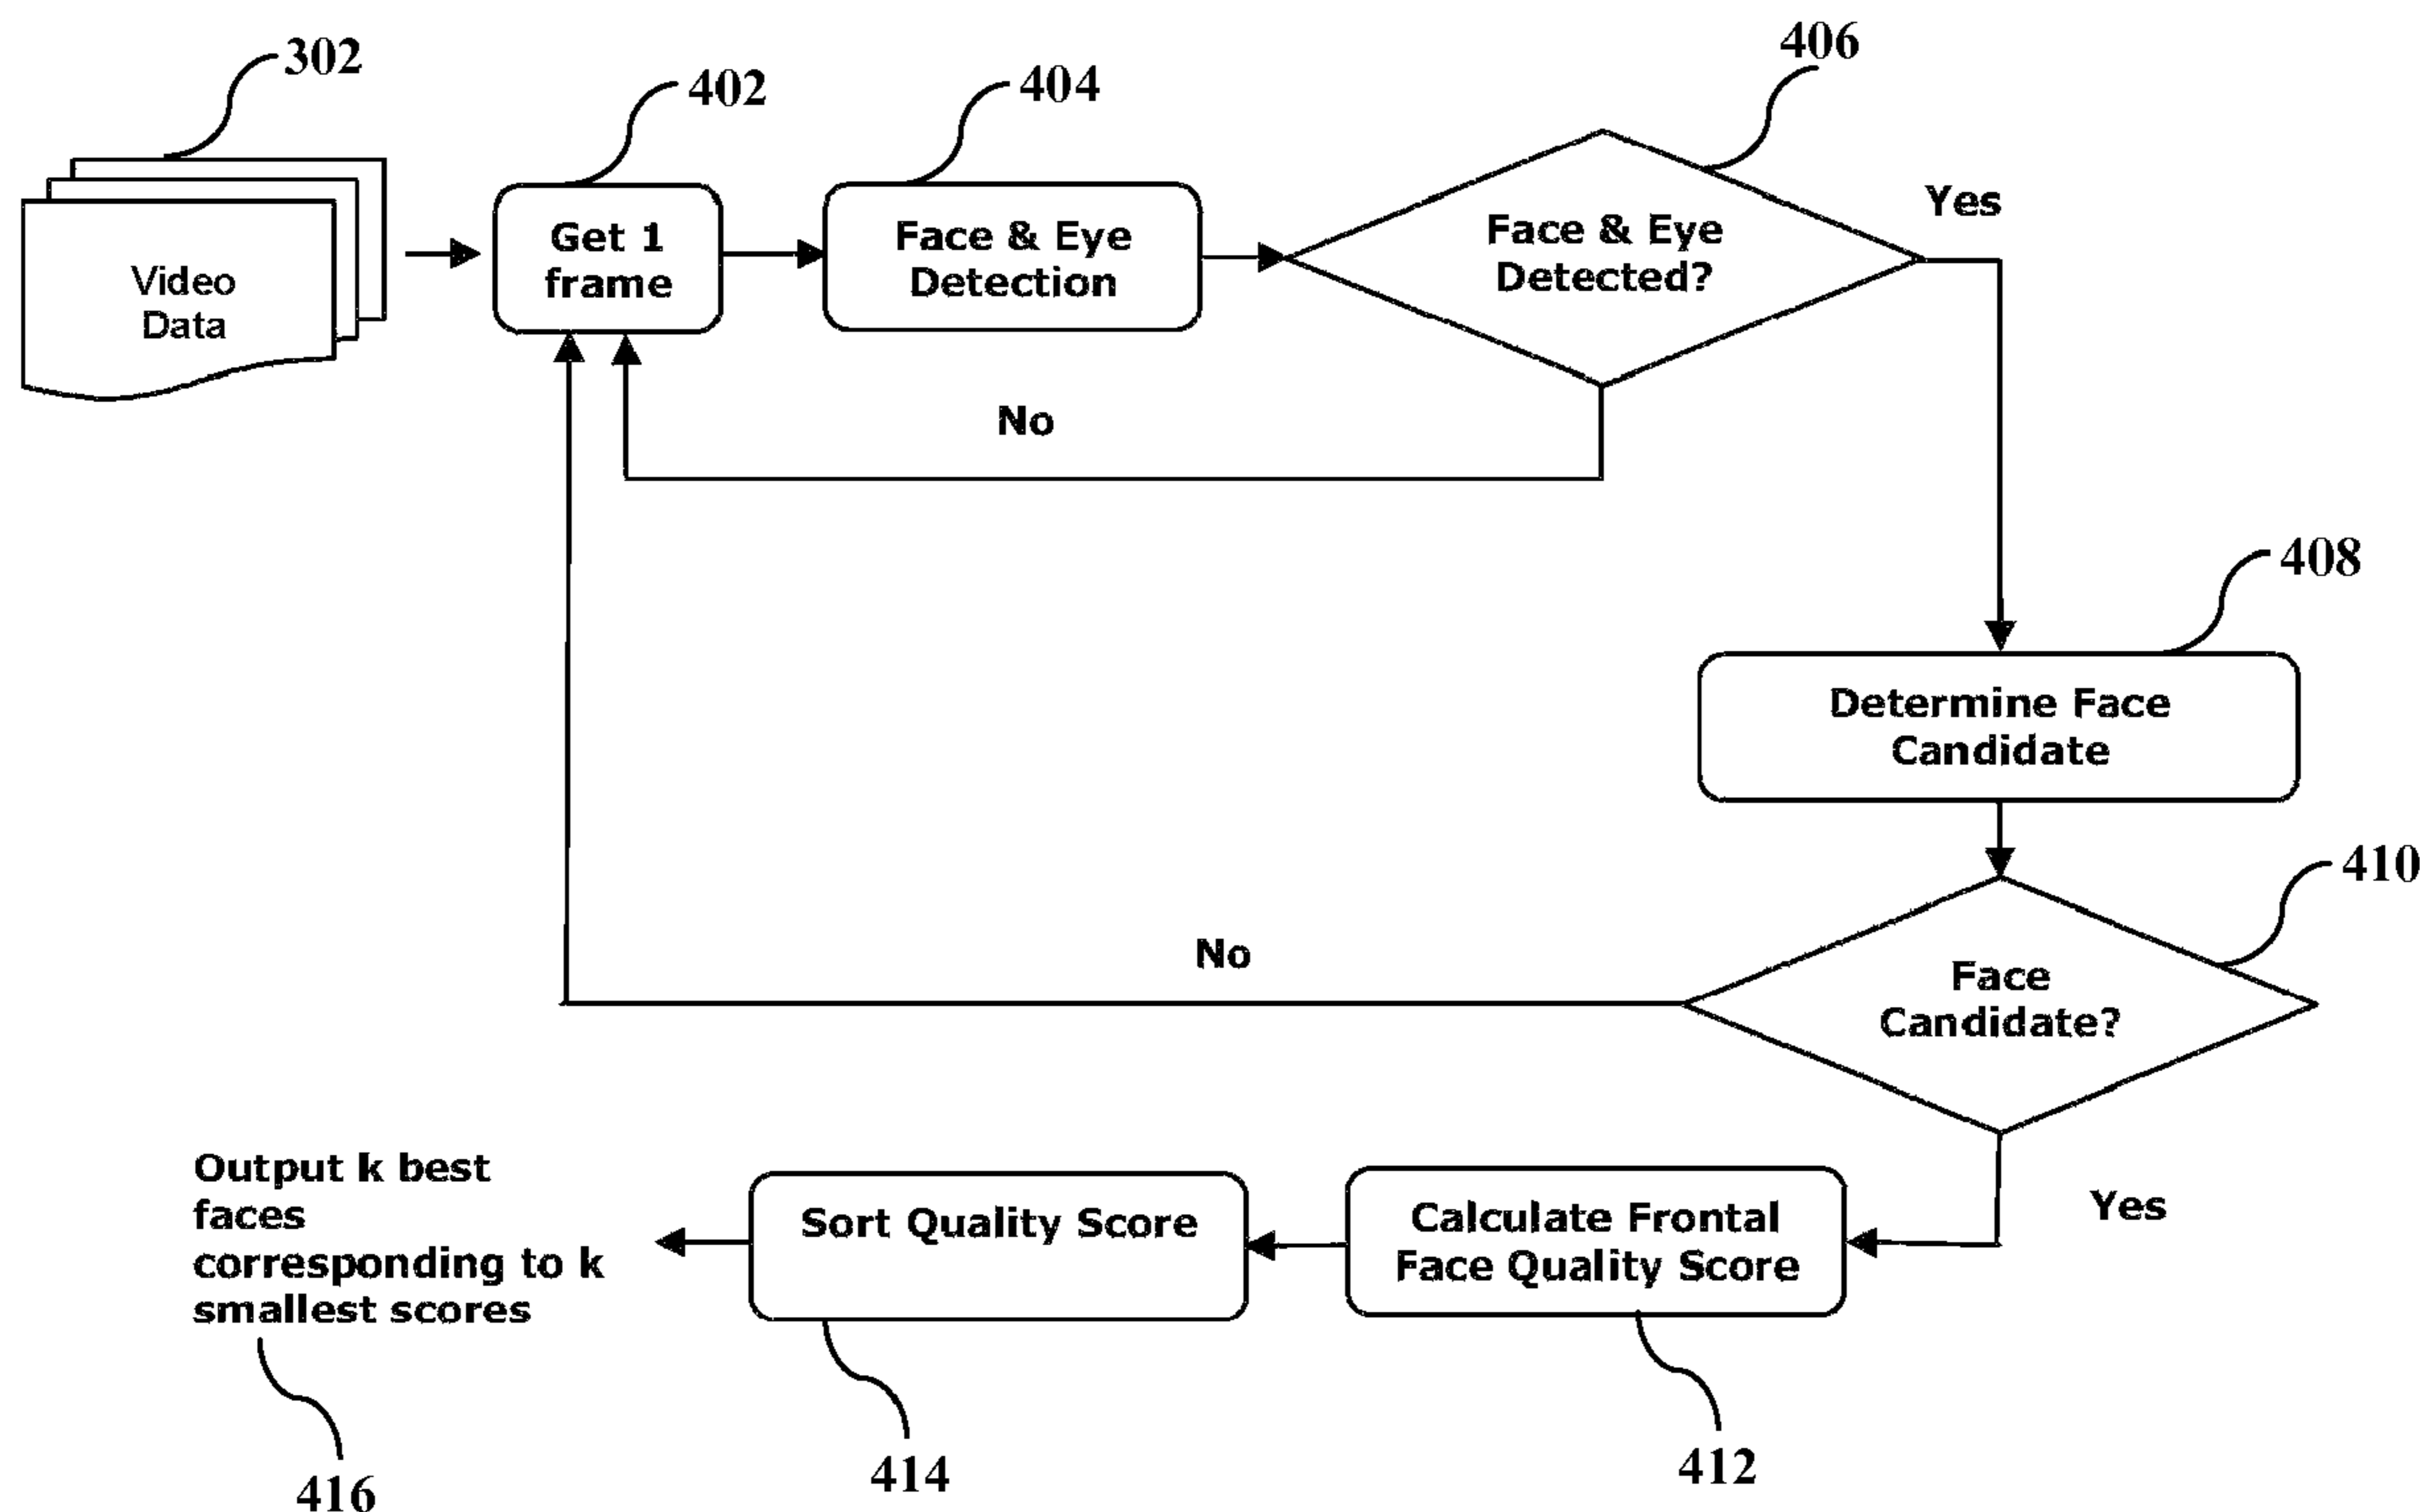 302
402
404
406
Video
Data
Get 1
frame
Face & Eye
Detection
Face & Eye
Detected?
Yes
No
408
Determine Face
Candidate
410
Face
Candidate?
No
Yes
Calculate Frontal
Face Quality Score
412
Sort Quality Score
414
Output k best
faces
corresponding to k
smallest scores
416